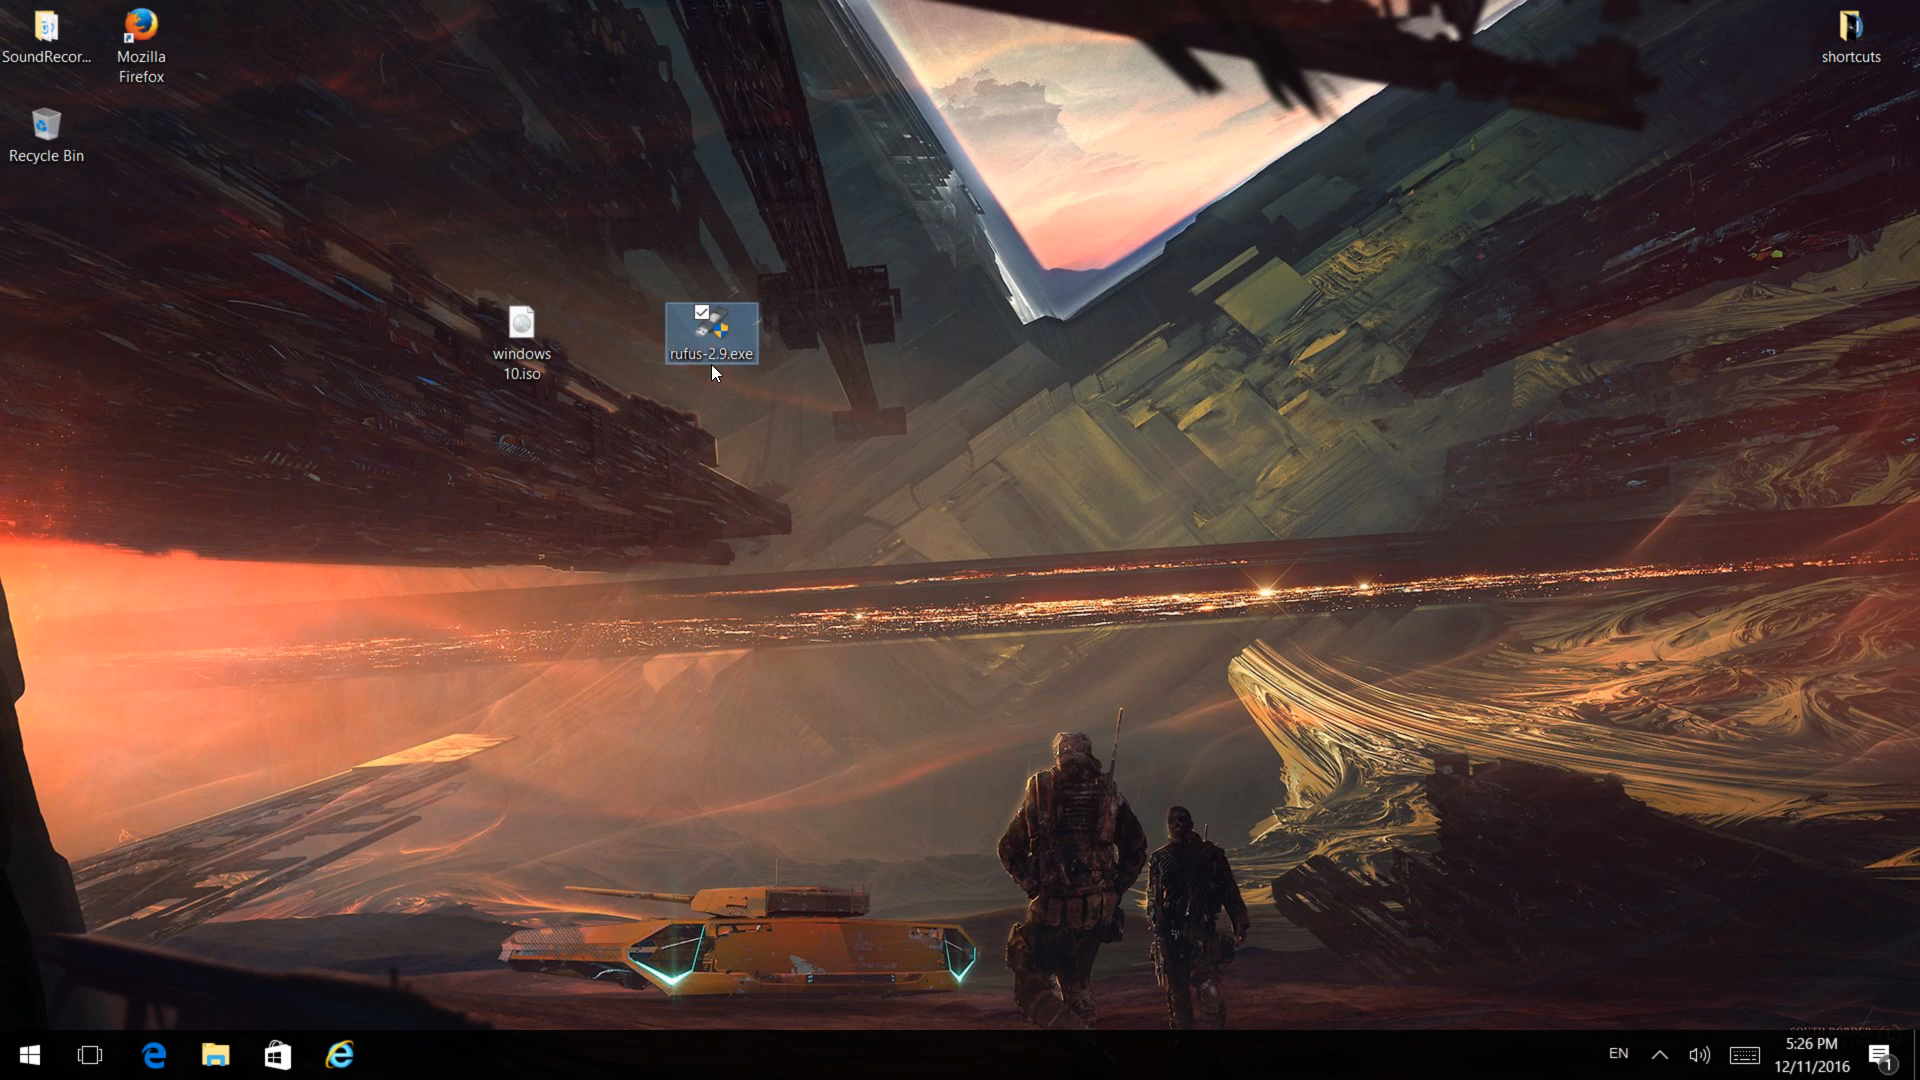 SoundRecor...
Mozilla
Firefox
shortcuts
Recycle Bin
windows
10.iso
rufus-2.9.exe
EN
5:26 PM
12/11/2016
1